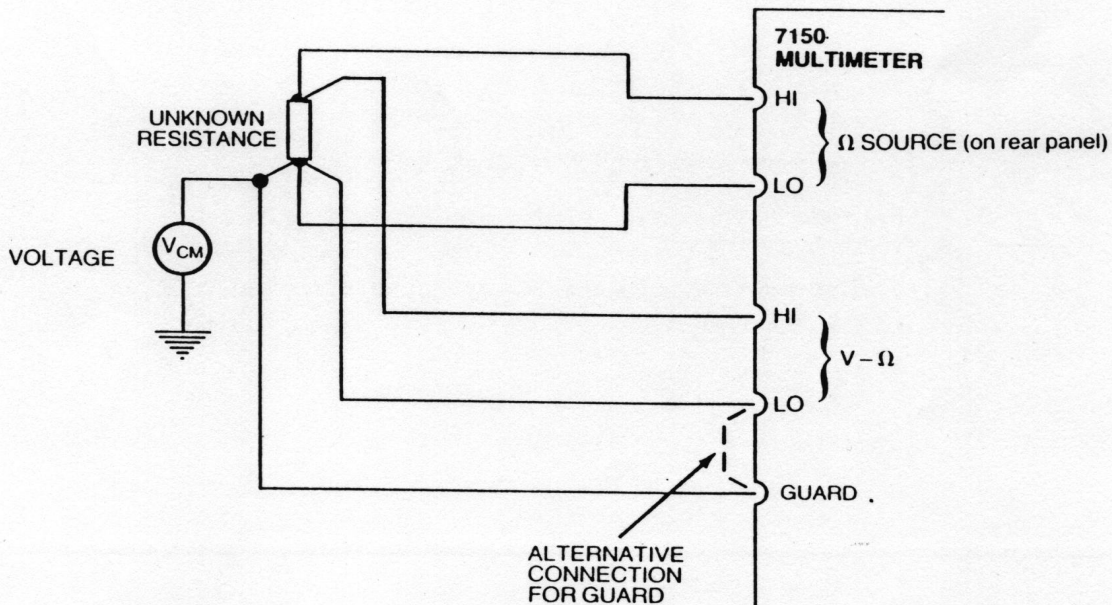 7150
MULTIMETER
HI
UNKNOWN
RESISTANCE
Ω SOURCE (on rear panel)
LO
VCM
VOLTAGE
HI
V – Ω
LO
GUARD
ALTERNATIVE
CONNECTION
FOR GUARD